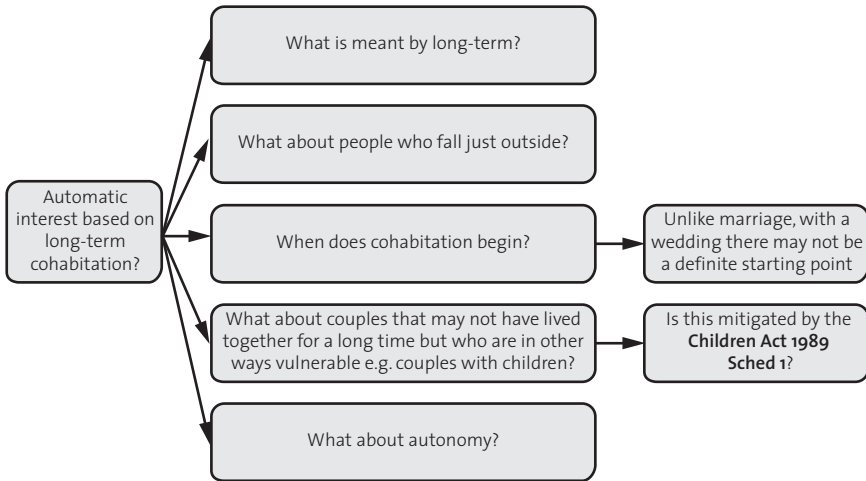 What is meant by long-term?
What about people who fall just outside?
Automatic
interest based on
long-term
cohabitation?
When does cohabitation begin?
Unlike marriage, with a
wedding there may not be
a definite starting point
What about couples that may not have lived
together for a long time but who are in other
ways vulnerable e.g. couples with children?
Is this mitigated by the
Children Act 1989
Sched 1?
What about autonomy?